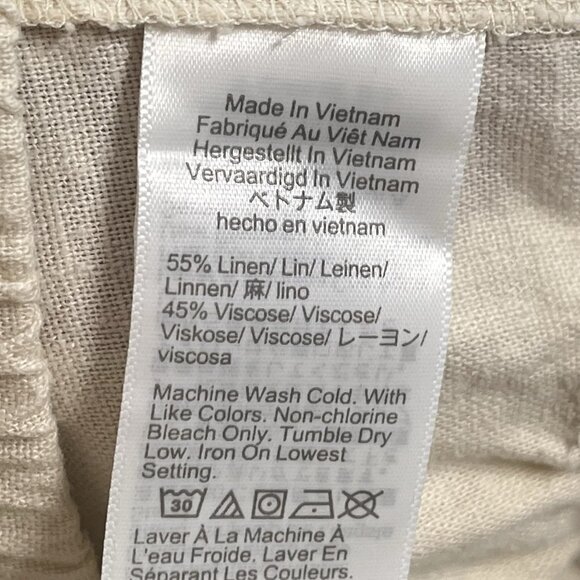 Made In Vietnam
Fabriqué Au Viêt Nam
Hergestellt In Vietnam
Vervaardigd In Vietnam
ベトナム製
hecho en vietnam
55% Linen/ Lin/ Leinen/
Linnen/ 麻/ lino
45% Viscose/ Viscose/
Viskose/ Viscose/ レーヨン/
viscosa
Machine Wash Cold. With
Like Colors. Non-chlorine
Bleach Only. Tumble Dry
Low. Iron On Lowest
Setting.
30
Laver À La Machine À
L'eau Froide. Laver En
Séparant Les Couleurs.